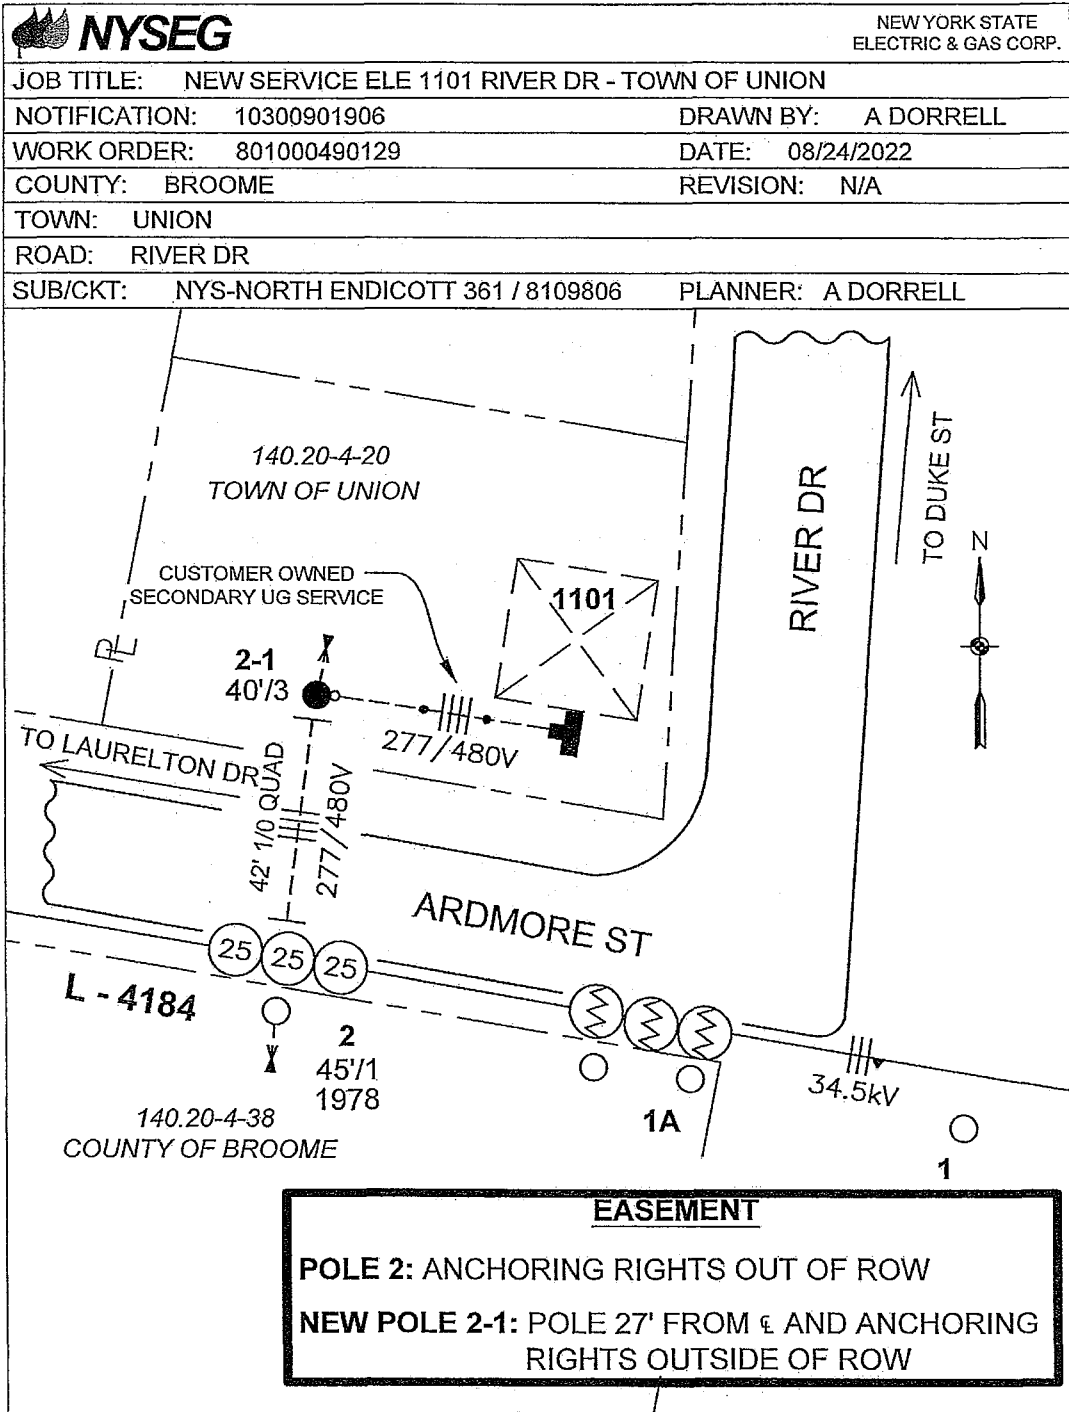 NYSEG
NEW YORK STATE
ELECTRIC & GAS CORP.
JOB TITLE: NEW SERVICE ELE 1101 RIVER DR - TOWN OF UNION
NOTIFICATION: 10300901906 DRAWN BY: A DORRELL
WORK ORDER: 801000490129 DATE: 08/24/2022
COUNTY: BROOME REVISION: N/A
TOWN: UNION
ROAD: RIVER DR
SUB/CKT: NYS-NORTH ENDICOTT 361 / 8109806 PLANNER: A DORRELL
140.20-4-20
TOWN OF UNION
TO DUKE ST
RIVER DR
N
CUSTOMER OWNED
SECONDARY UG SERVICE
1101
PL
2-1
40'/3
277/480V
TO LAURELTON DR
42' 1/0 QUAD
277/480V
ARDMORE ST
25 25 25
L - 4184
2
45'/1
1978
34.5kV
1A
1
140.20-4-38
COUNTY OF BROOME
EASEMENT
POLE 2: ANCHORING RIGHTS OUT OF ROW
NEW POLE 2-1: POLE 27' FROM ℄ AND ANCHORING
RIGHTS OUTSIDE OF ROW